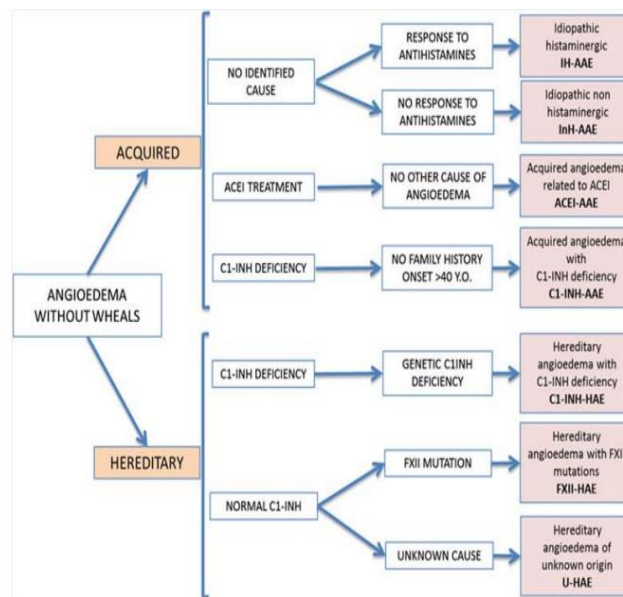 RESPONSE TO
ANTIHISTAMINES
Idiopathic
histaminergic
IH-AAE
NO IDENTIFIED
CAUSE
NO RESPONSE TO
ANTIHISTAMINES
Idiopathic non
histaminergic
InH-AAE
ACQUIRED
ACEI TREATMENT
NO OTHER CAUSE OF
ANGIOEDEMA
Acquired angioedema
related to ACEI
ACEI-AAE
C1-INH DEFICIENCY
NO FAMILY HISTORY
ONSET >40 Y.O.
Acquired angioedema
with
C1-INH deficiency
C1-INH-AAE
ANGIOEDEMA
WITHOUT WHEALS
C1-INH DEFICIENCY
GENETIC C1INH
DEFICIENCY
Hereditary
angioedema with
C1-INH deficiency
C1-INH-HAE
HEREDITARY
NORMAL C1-INH
FXII MUTATION
Hereditary
angioedema with FXII
mutations
FXII-HAE
UNKNOWN CAUSE
Hereditary
angioedema of
unknown origin
U-HAE